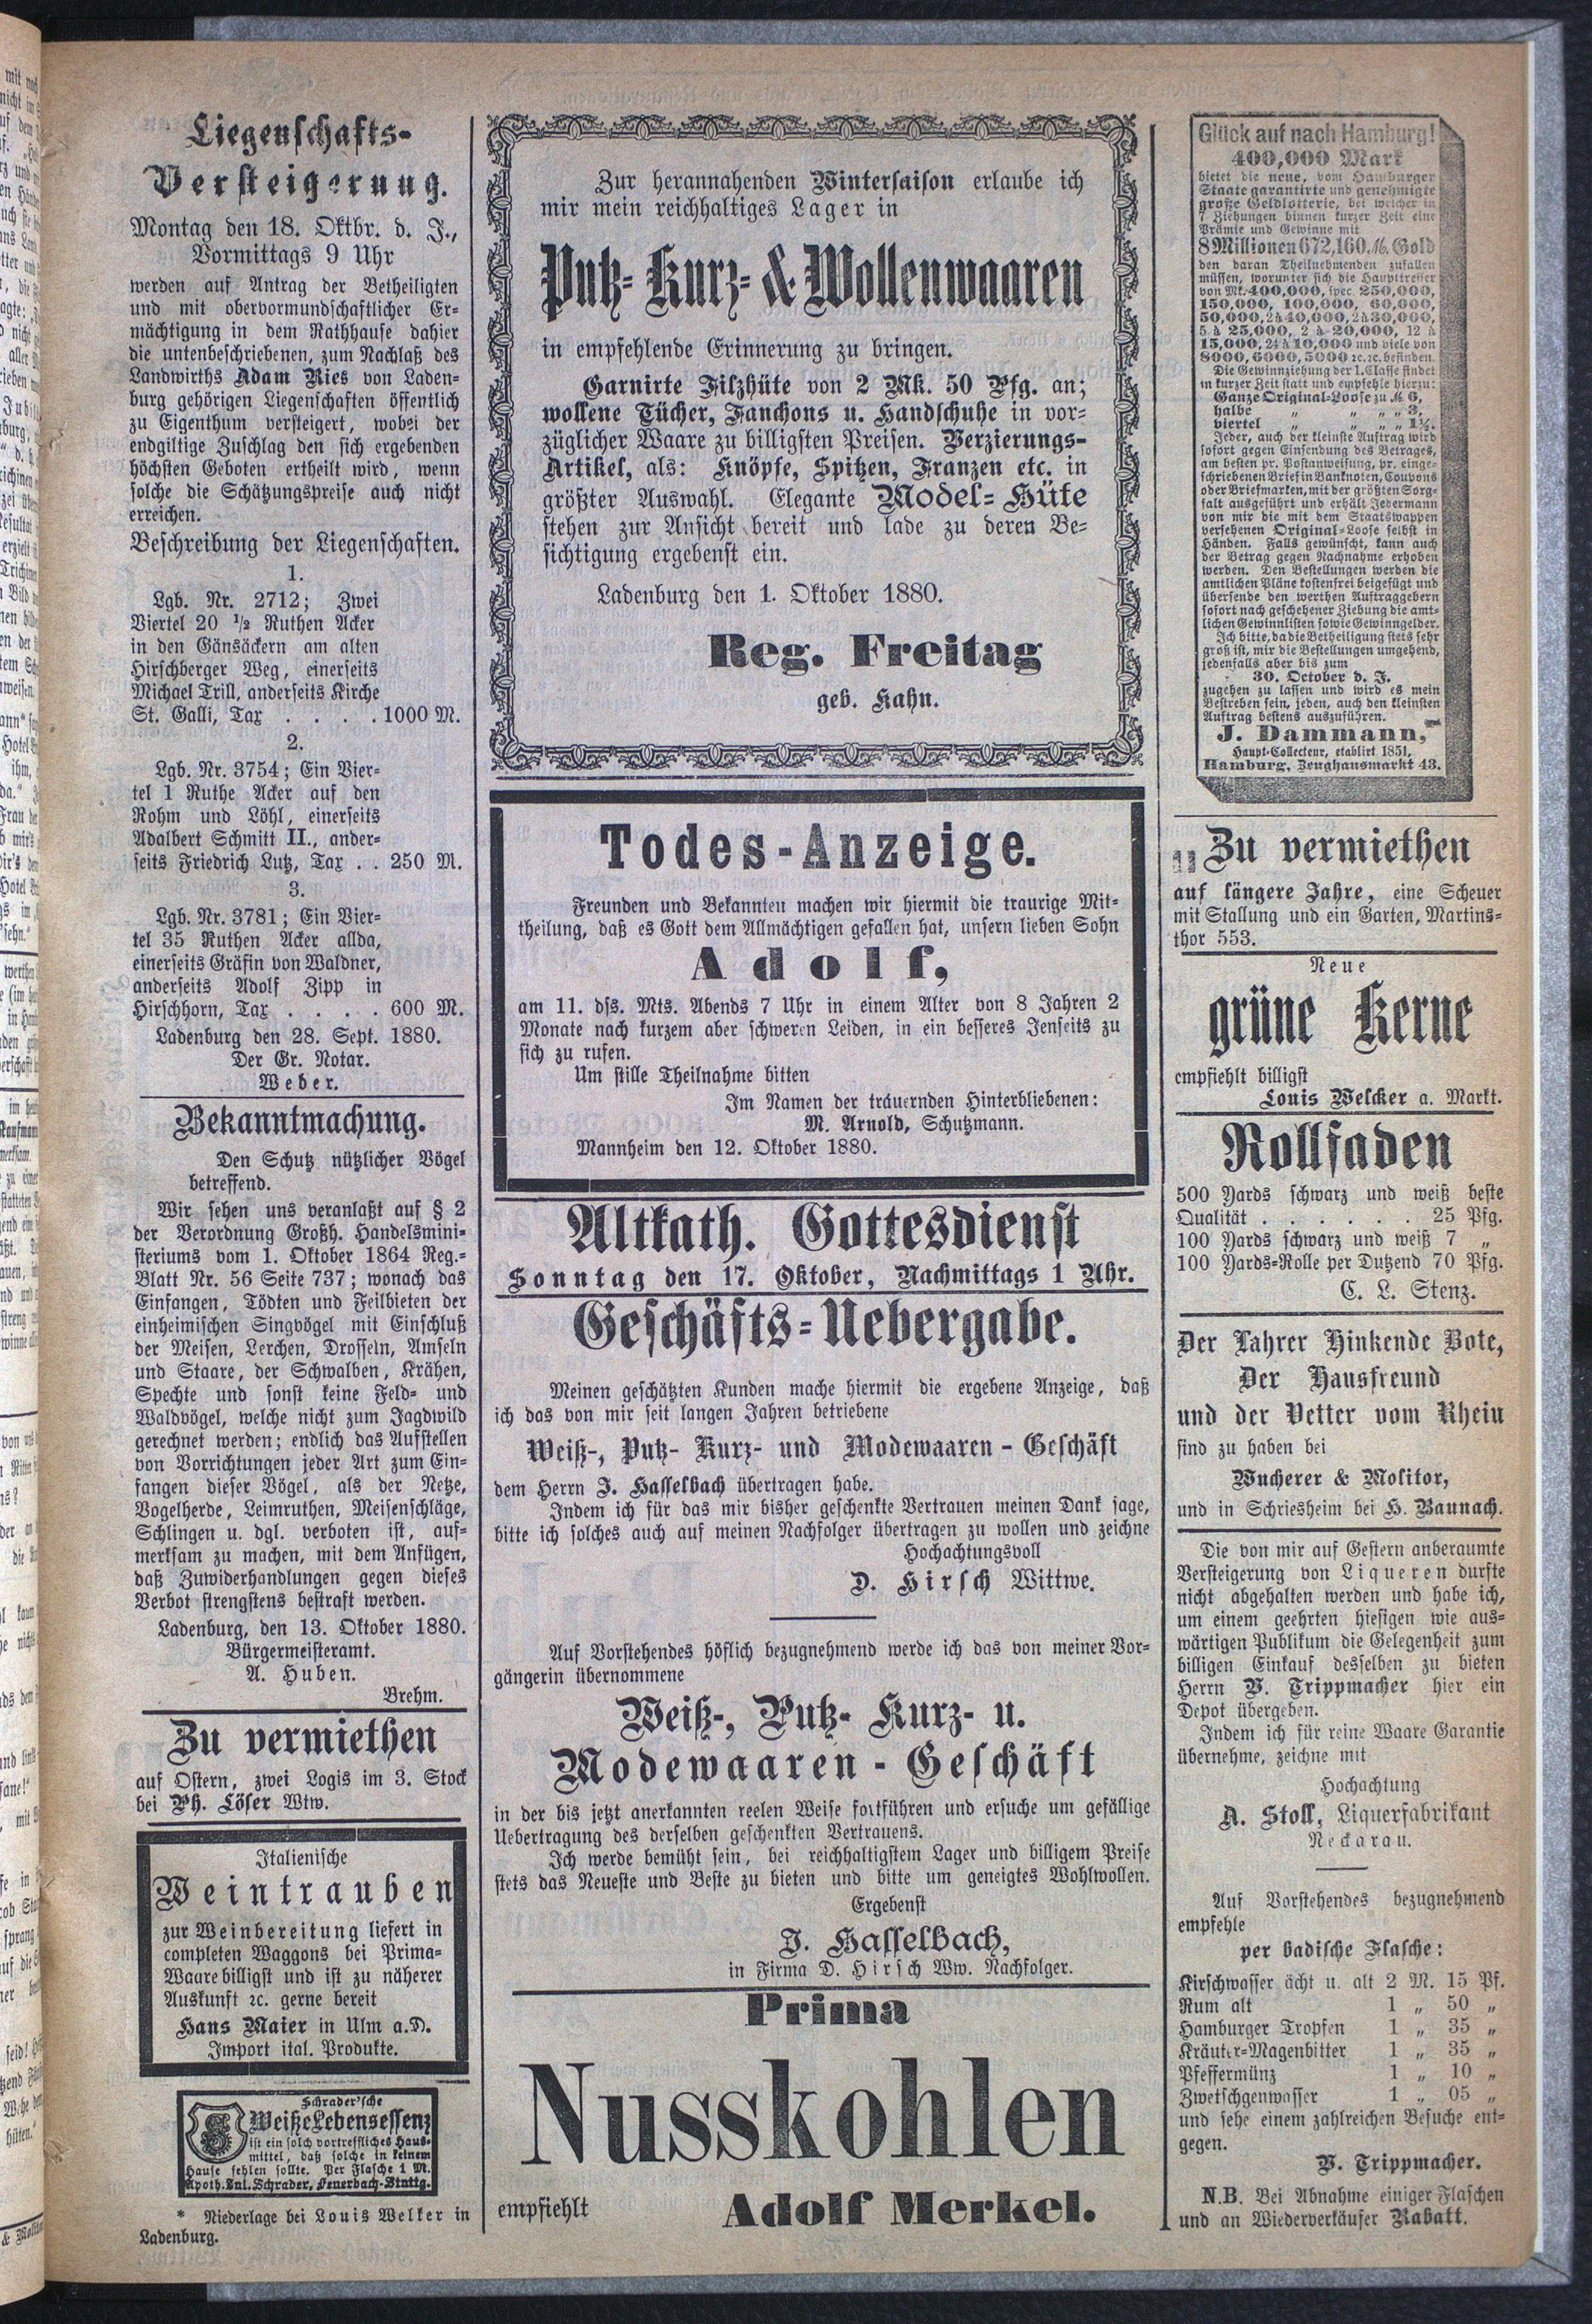 Liegenschafts-
Versteigerung.
Montag den 18. Oktbr. d. J.,
Vormittags 9 Uhr
werden auf Antrag der Betheiligten
und mit obervormundschaftlicher Er-
mächtigung in dem Rathhause dahier
die untenbeschriebenen, zum Nachlaß des
Landwirths Adam Ries von Laden-
burg gehörigen Liegenschaften öffentlich
zu Eigenthum versteigert, wobei der
endgiltige Zuschlag den sich ergebenden
höchsten Geboten ertheilt wird, wenn
solche die Schätzungspreise auch nicht
erreichen.
Beschreibung der Liegenschaften.
1.
Lgb. Nr. 2712; Zwei
Viertel 20 ½ Ruthen Acker
in den Gänsäckern am alten
Hirschberger Weg, einerseits
Michael Trill, anderseits Kirche
St. Galli, Tax . . . . 1000 M.
2.
Lgb. Nr. 3754; Ein Vier-
tel 1 Ruthe Acker auf den
Rohm und Löhl, einerseits
Adalbert Schmitt II., ander-
seits Friedrich Lutz, Tax . . 250 M.
3.
Lgb. Nr. 3781; Ein Vier-
tel 35 Ruthen Acker allda,
einerseits Gräfin von Waldner,
anderseits Adolf Zipp in
Hirschhorn, Tax . . . . 600 M.
Ladenburg den 28. Sept. 1880.
Der Gr. Notar.
Weber.
Bekanntmachung.
Den Schutz nützlicher Vögel
betreffend.
Wir sehen uns veranlaßt auf § 2
der Verordnung Großh. Handelsmini-
steriums vom 1. Oktober 1864 Reg.-
Blatt Nr. 56 Seite 737; wonach das
Einfangen, Tödten und Feilbieten der
einheimischen Singvögel mit Einschluß
der Meisen, Lerchen, Drosseln, Amseln
und Staare, der Schwalben, Krähen,
Spechte und sonst keine Feld- und
Waldvögel, welche nicht zum Jagdwild
gerechnet werden; endlich das Aufstellen
von Vorrichtungen jeder Art zum Ein-
fangen dieser Vögel, als der Netze,
Vogelherde, Leimruthen, Meisenschläge,
Schlingen u. dgl. verboten ist, auf-
merksam zu machen, mit dem Anfügen,
daß Zuwiderhandlungen gegen dieses
Verbot strengstens bestraft werden.
Ladenburg, den 13. Oktober 1880.
Bürgermeisteramt.
A. Huben.
Brehm.
Zu vermiethen
auf Ostern, zwei Logis im 3. Stock
bei Ph. Löser Wtw.
Italienische
Weintrauben
zur Weinbereitung liefert in
completen Waggons bei Prima-
Waare billigst und ist zu näherer
Auskunft ꝛc. gerne bereit
Hans Maier in Ulm a.D.
Import ital. Produkte.
Schrader'sche
Weiße Lebensessenz
ist ein solch vortreffliches Haus-
mittel, daß solche in keinem
Hause fehlen sollte. Per Flasche 1 M.
Apoth. Jul. Schrader, Feuerbach-Stuttg.
* Niederlage bei Louis Welker in
Ladenburg.
Zur herannahenden Wintersaison erlaube ich
mir mein reichhaltiges Lager in
Putz- Kurz- & Wollenwaaren
in empfehlende Erinnerung zu bringen.
Garnirte Filzhüte von 2 Mk. 50 Pfg. an;
wollene Tücher, Fanchons u. Handschuhe in vor-
züglicher Waare zu billigsten Preisen. Verzierungs-
Artikel, als: Knöpfe, Spitzen, Franzen etc. in
größter Auswahl. Elegante Model-Hüte
stehen zur Ansicht bereit und lade zu deren Be-
sichtigung ergebenst ein.
Ladenburg den 1. Oktober 1880.
Reg. Freitag
geb. Kahn.
Todes-Anzeige.
Freunden und Bekannten machen wir hiermit die traurige Mit-
theilung, daß es Gott dem Allmächtigen gefallen hat, unsern lieben Sohn
Adolf,
am 11. dss. Mts. Abends 7 Uhr in einem Alter von 8 Jahren 2
Monate nach kurzem aber schweren Leiden, in ein besseres Jenseits zu
sich zu rufen.
Um stille Theilnahme bitten
Im Namen der trauernden Hinterbliebenen:
M. Arnold, Schutzmann.
Mannheim den 12. Oktober 1880.
Altkath. Gottesdienst
Sonntag den 17. Oktober, Nachmittags 1 Uhr.
Geschäfts-Uebergabe.
Meinen geschätzten Kunden mache hiermit die ergebene Anzeige, daß
ich das von mir seit langen Jahren betriebene
Weiß-, Putz- Kurz- und Modewaaren-Geschäft
dem Herrn J. Hasselbach übertragen habe.
Indem ich für das mir bisher geschenkte Vertrauen meinen Dank sage,
bitte ich solches auch auf meinen Nachfolger übertragen zu wollen und zeichne
Hochachtungsvoll
D. Hirsch Wittwe.
Auf Vorstehendes höflich bezugnehmend werde ich das von meiner Vor-
gängerin übernommene
Weiß-, Putz- Kurz- u.
Modewaaren-Geschäft
in der bis jetzt anerkannten reelen Weise fortführen und ersuche um gefällige
Uebertragung des derselben geschenkten Vertrauens.
Ich werde bemüht sein, bei reichhaltigstem Lager und billigem Preise
stets das Neueste und Beste zu bieten und bitte um geneigtes Wohlwollen.
Ergebenst
J. Hasselbach,
in Firma D. Hirsch Ww. Nachfolger.
Prima
Nusskohlen
empfiehlt Adolf Merkel.
Glück auf nach Hamburg!
400,000 Mark
bietet die neue, vom Hamburger
Staate garantirte und genehmigte
große Geldlotterie, bei welcher in
7 Ziehungen binnen kurzer Zeit eine
Prämie und Gewinne mit
8 Millionen 672,160 M. Gold
den daran Theilnehmenden zufallen
müssen, worunter sich die Haupttreffer
von Mk. 400,000, spec. 250,000,
150,000, 100,000, 60,000,
50,000, 2 à 40,000, 2 à 30,000,
5 à 25,000, 2 à 20,000, 12 à
15,000, 24 à 10,000 und viele von
8000, 6000, 5000 ꝛc. ꝛc. befinden.
Die Gewinnziehung der 1. Classe findet
in kurzer Zeit statt und empfehle hierzu:
Ganze Original-Loose zu M. 6,
halbe „ „ „ „ 3,
viertel „ „ „ „ 1½.
Jeder, auch der kleinste Auftrag wird
sofort gegen Einsendung des Betrages,
am besten pr. Postanweisung, pr. einge-
schriebenen Brief in Banknoten, Coupons
oder Briefmarken, mit der größten Sorg-
falt ausgeführt und erhält Jedermann
von mir die mit dem Staatswappen
versehenen Original-Loose selbst in
Händen. Falls gewünscht, kann auch
der Betrag gegen Nachnahme erhoben
werden. Den Bestellungen werden die
amtlichen Pläne kostenfrei beigefügt und
übersende den werthen Auftraggebern
sofort nach geschehener Ziehung die amt-
lichen Gewinnlisten sowie Gewinngelder.
Ich bitte, da die Betheiligung stets sehr
groß ist, mir die Bestellungen umgehend,
jedenfalls aber bis zum
30. October d. J.
zugehen zu lassen und wird es mein
Bestreben sein, jeden, auch den kleinsten
Auftrag bestens auszuführen.
J. Dammann,
Haupt-Collecteur, etablirt 1851,
Hamburg, Zeughausmarkt 43.
Zu vermiethen
auf längere Jahre, eine Scheuer
mit Stallung und ein Garten, Martins-
thor 553.
Neue
grüne Kerne
empfiehlt billigst
Louis Welcker a. Markt.
Rollfaden
500 Yards schwarz und weiß beste
Qualität . . . . . . 25 Pfg.
100 Yards schwarz und weiß 7 „
100 Yards-Rolle per Dutzend 70 Pfg.
C. L. Stenz.
Der Lahrer Hinkende Bote,
Der Hausfreund
und der Vetter vom Rhein
sind zu haben bei
Wucherer & Molitor,
und in Schriesheim bei H. Baunach.
Die von mir auf Gestern anberaumte
Versteigerung von Liqueren durfte
nicht abgehalten werden und habe ich,
um einem geehrten hiesigen wie aus-
wärtigen Publikum die Gelegenheit zum
billigen Einkauf desselben zu bieten
Herrn V. Trippmacher hier ein
Depot übergeben.
Indem ich für reine Waare Garantie
übernehme, zeichne mit
Hochachtung
A. Stoll, Liquerfabrikant
Neckarau.
Auf Vorstehendes bezugnehmend
empfehle
per badische Flasche:
Kirschwasser ächt u. alt 2 M. 15 Pf.
Rum alt 1 „ 50 „
Hamburger Tropfen 1 „ 35 „
Kräuter-Magenbitter 1 „ 35 „
Pfeffermünz 1 „ 10 „
Zwetschgenwasser 1 „ 05 „
und sehe einem zahlreichen Besuche ent-
gegen.
V. Trippmacher.
N.B. Bei Abnahme einiger Flaschen
und an Wiederverkäufer Rabatt.